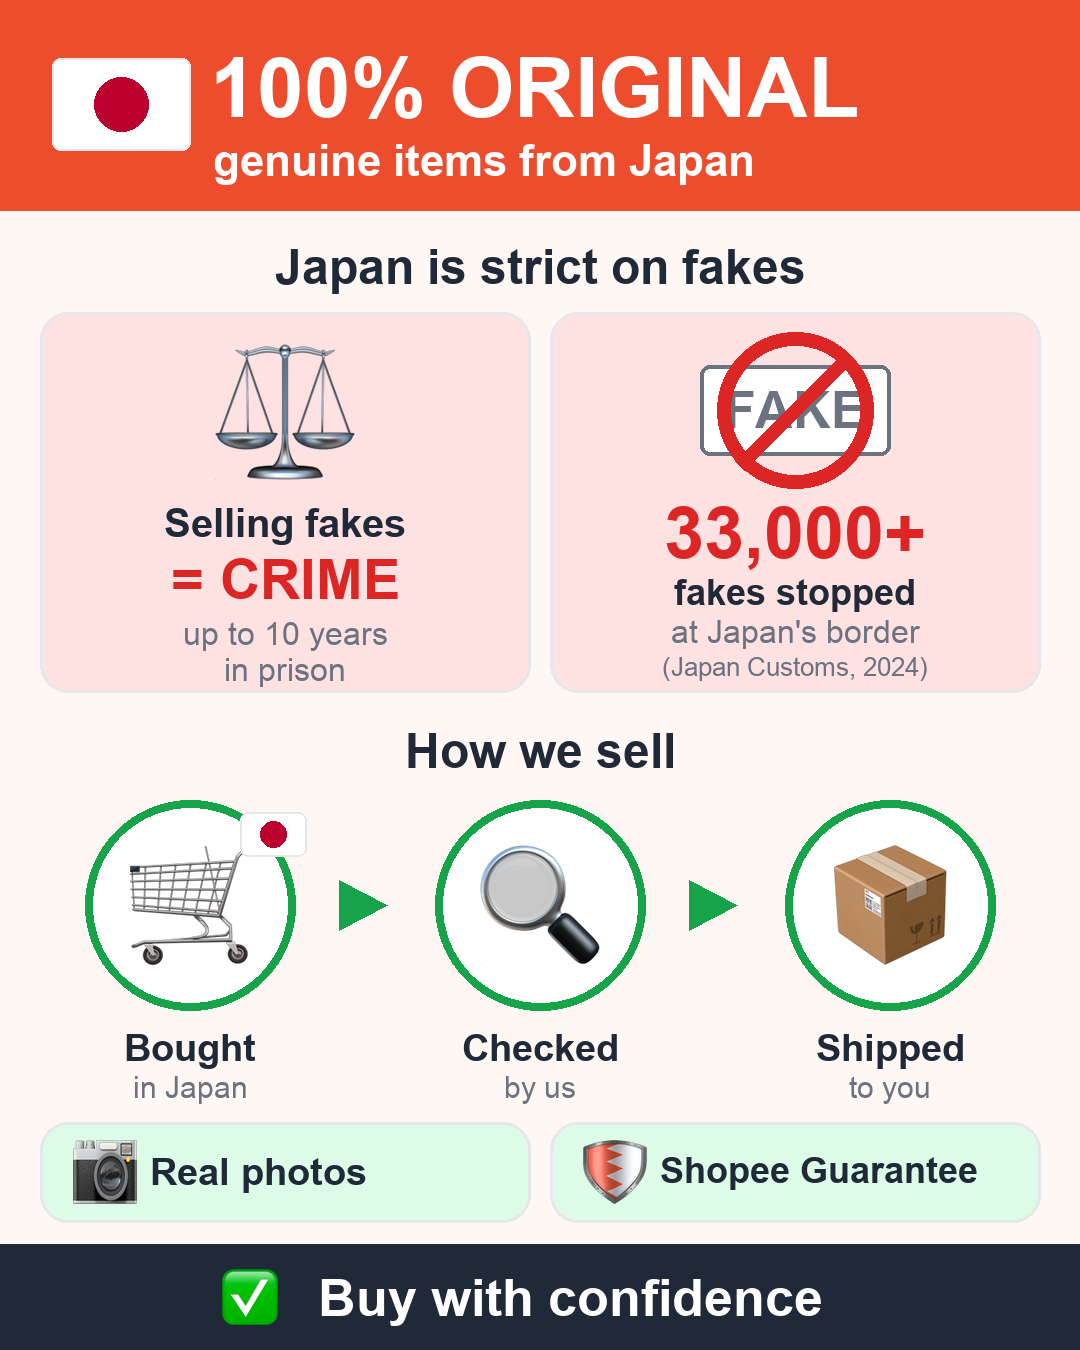 100% ORIGINAL
genuine items from Japan
Japan is strict on fakes
Selling fakes
= CRIME
up to 10 years
in prison
FAKE
33,000+
fakes stopped
at Japan's border
(Japan Customs, 2024)
How we sell
Bought
in Japan
Checked
by us
Shipped
to you
Real photos
Shopee Guarantee
Buy with confidence